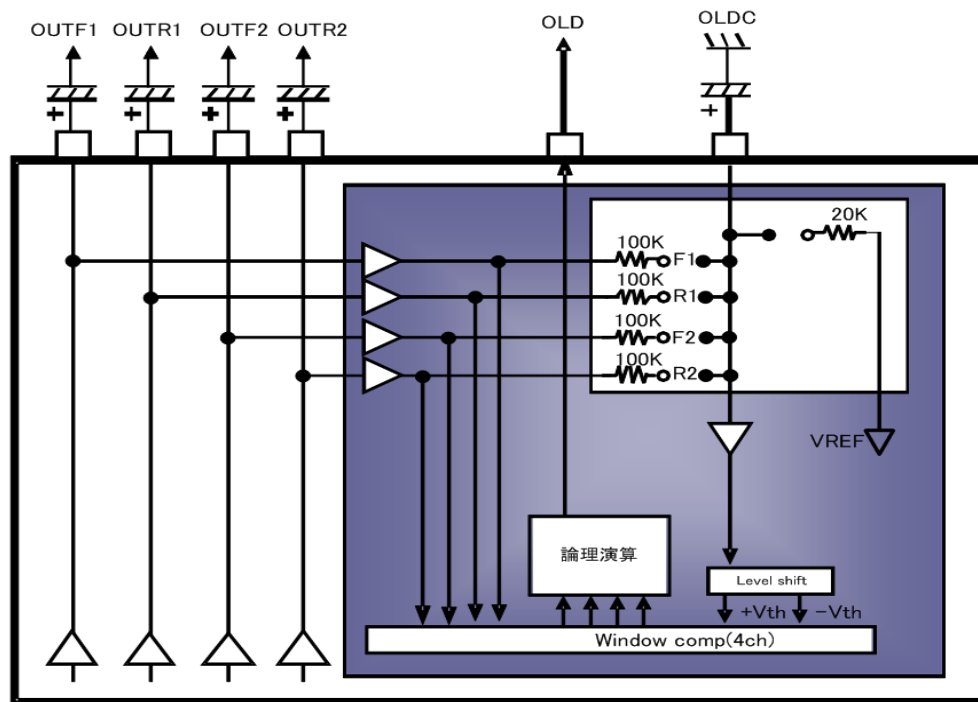 OUTF1 OUTR1 OUTF2 OUTR2 OLD OLDC
+ + + + +
20K
100K F1
100K R1
100K F2
100K R2
VREF
論理演算
Level shift
+Vth -Vth
Window comp(4ch)